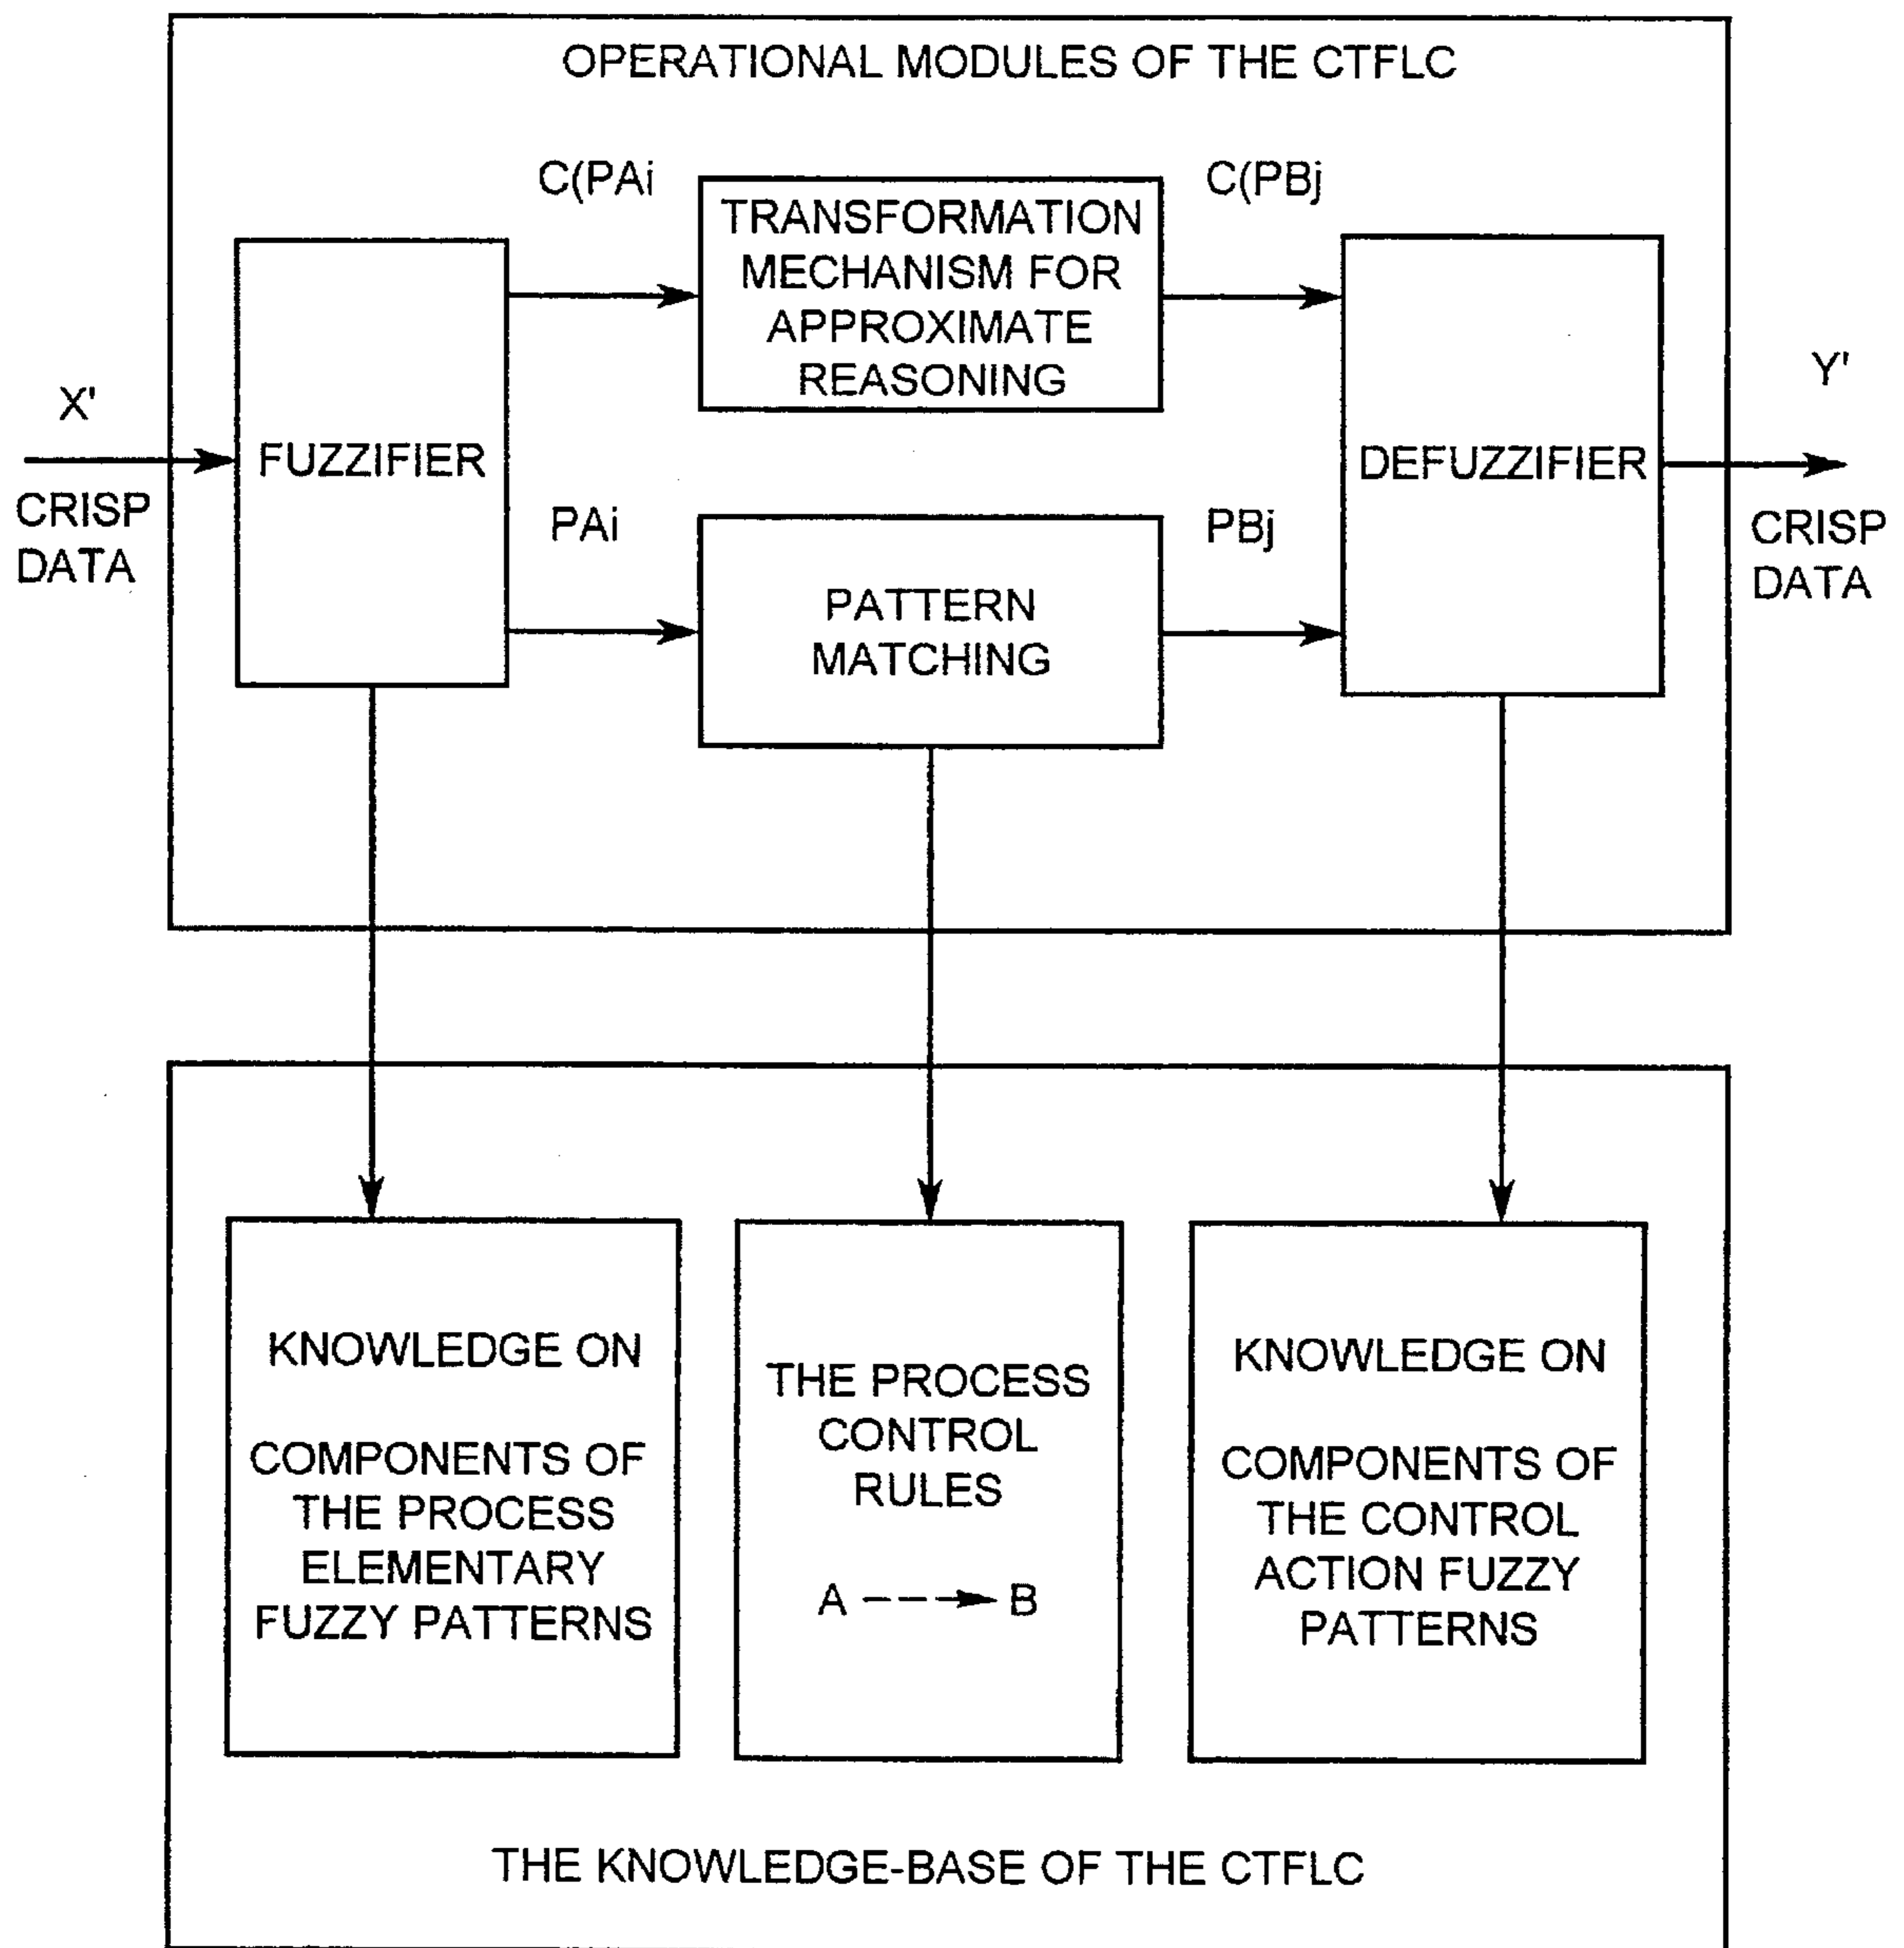 OPERATIONAL MODULES OF THE CTFLC
C(PAi
C(PBj
TRANSFORMATION
MECHANISM FOR
APPROXIMATE
REASONING
X'
CRISP
DATA
FUZZIFIER
DEFUZZIFIER
Y'
CRISP
DATA
PAi
PBj
PATTERN
MATCHING
KNOWLEDGE ON
COMPONENTS OF
THE PROCESS
ELEMENTARY
FUZZY PATTERNS
THE PROCESS
CONTROL
RULES
A B
KNOWLEDGE ON
COMPONENTS OF
THE CONTROL
ACTION FUZZY
PATTERNS
THE KNOWLEDGE-BASE OF THE CTFLC